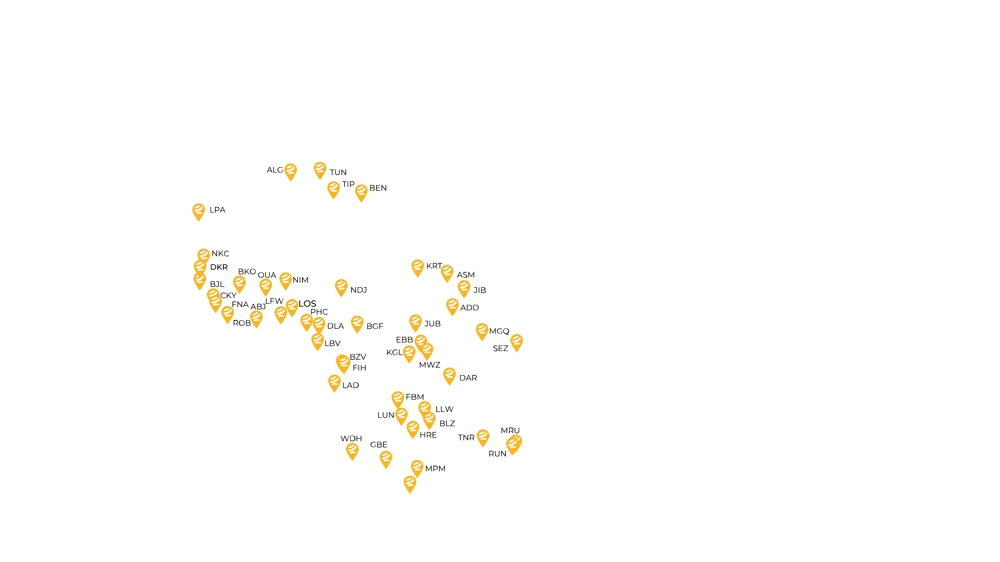 ALG
TUN
TIP
BEN
LPA
NKC
DKR
KRT
BKO
OUA
ASM
NIM
BJL
NDJ
JIB
CKY
LFW
LOS
FNA
ABJ
ADD
PHC
ROB
JUB
DLA
BGF
MGQ
EBB
LBV
SEZ
KGL
BZV
MWZ
FIH
DAR
LAD
FBM
LLW
LUN
BLZ
MRU
HRE
TNR
WDH
GBE
RUN
MPM